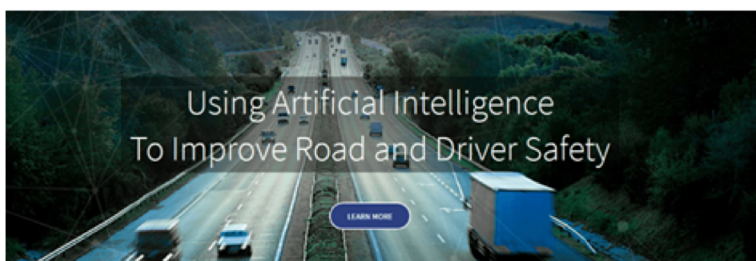 Using Artificial Intelligence
To Improve Road and Driver Safety
LEARN MORE